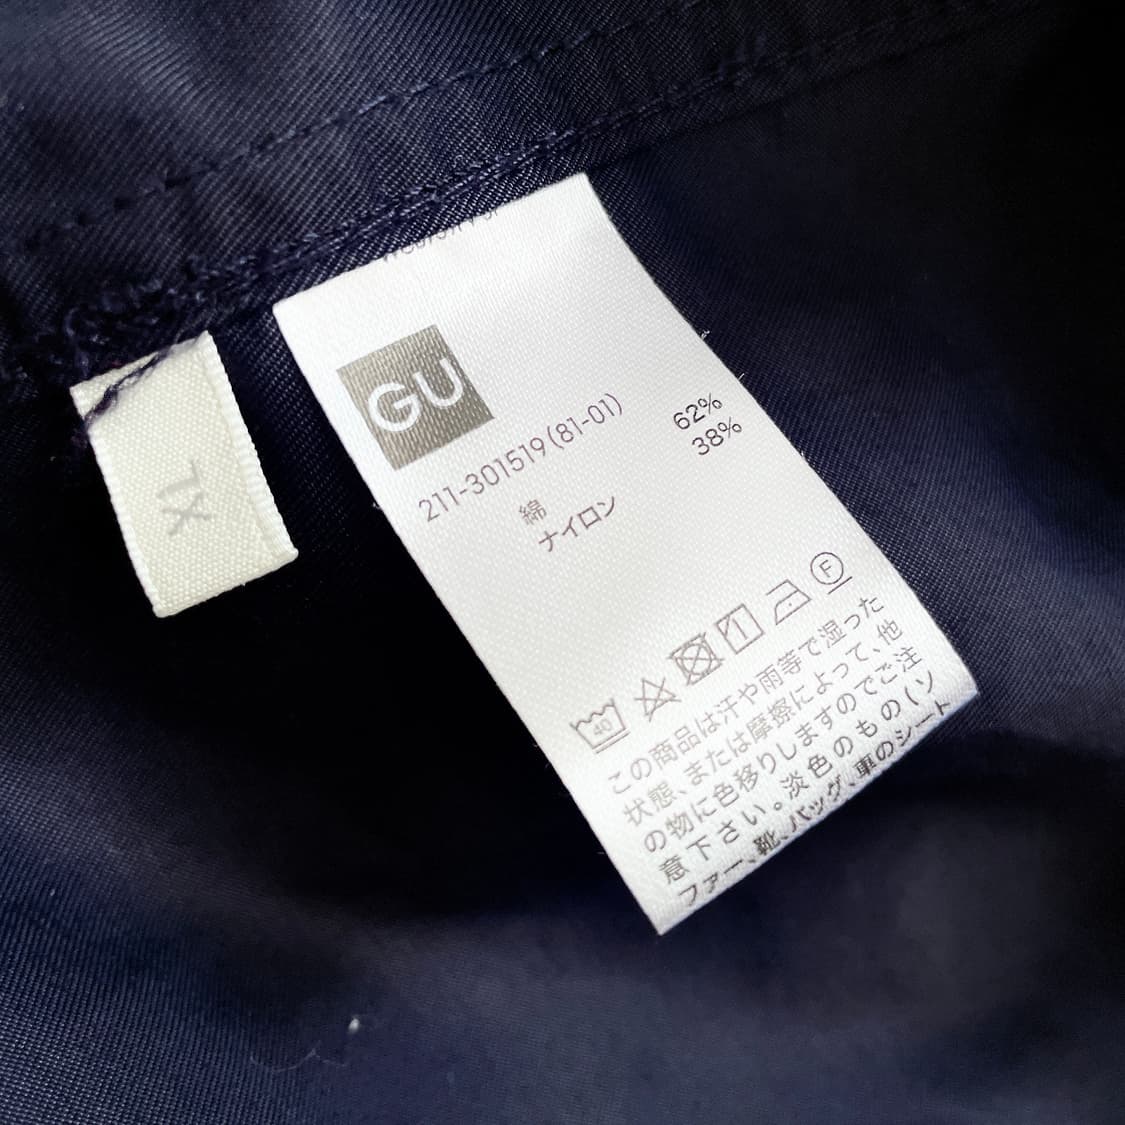 XL
GU
211-301519(81-01)
綿 62%
ナイロン 38%
40
F
この商品は汗や雨等で湿った
状態、または摩擦によって、他
の物に色移りしますのでご注
意下さい。淡色のもの(ソ
ファー、靴、バッグ、車のシート